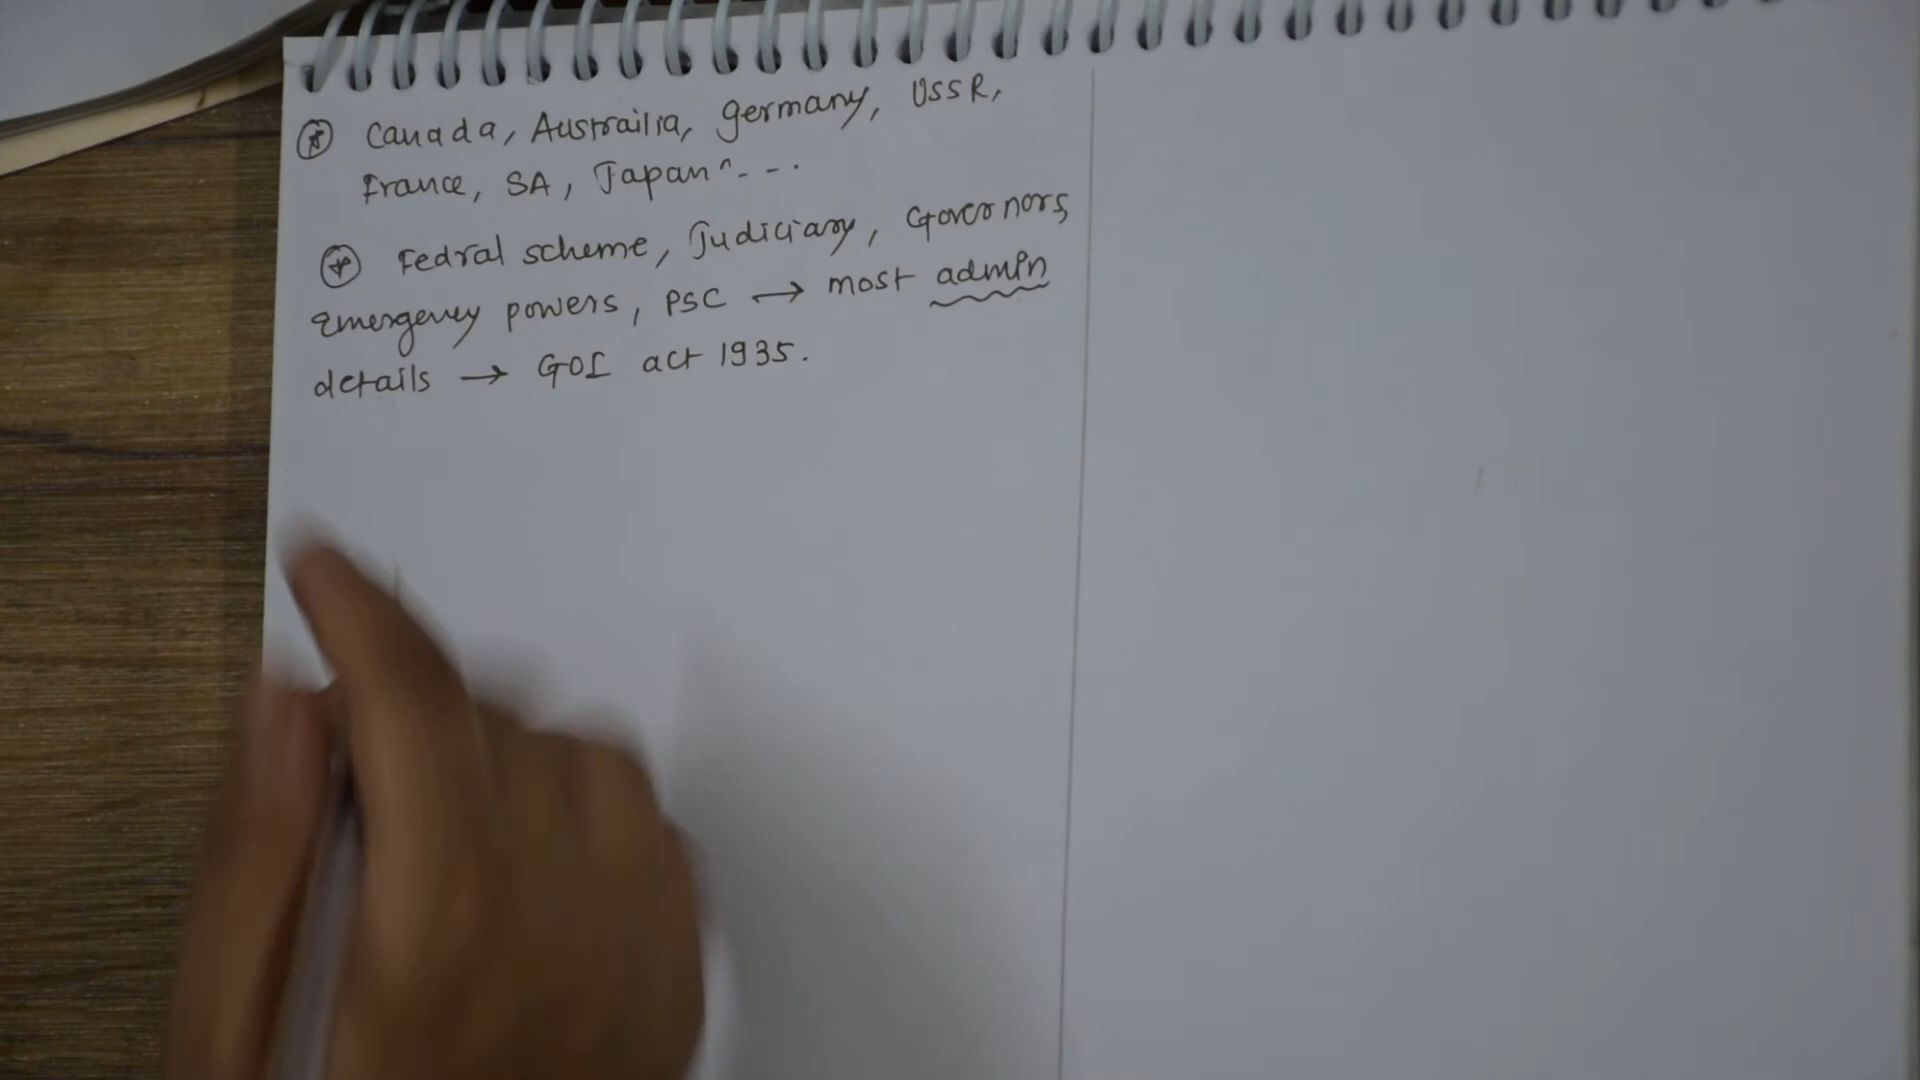 Canada, Austrailia, Germany, USSR,
France, SA, Japan ---
Fedral scheme, Judiciary, Governors,
Emergency powers, PSC → most admin
details → GOI act 1935.